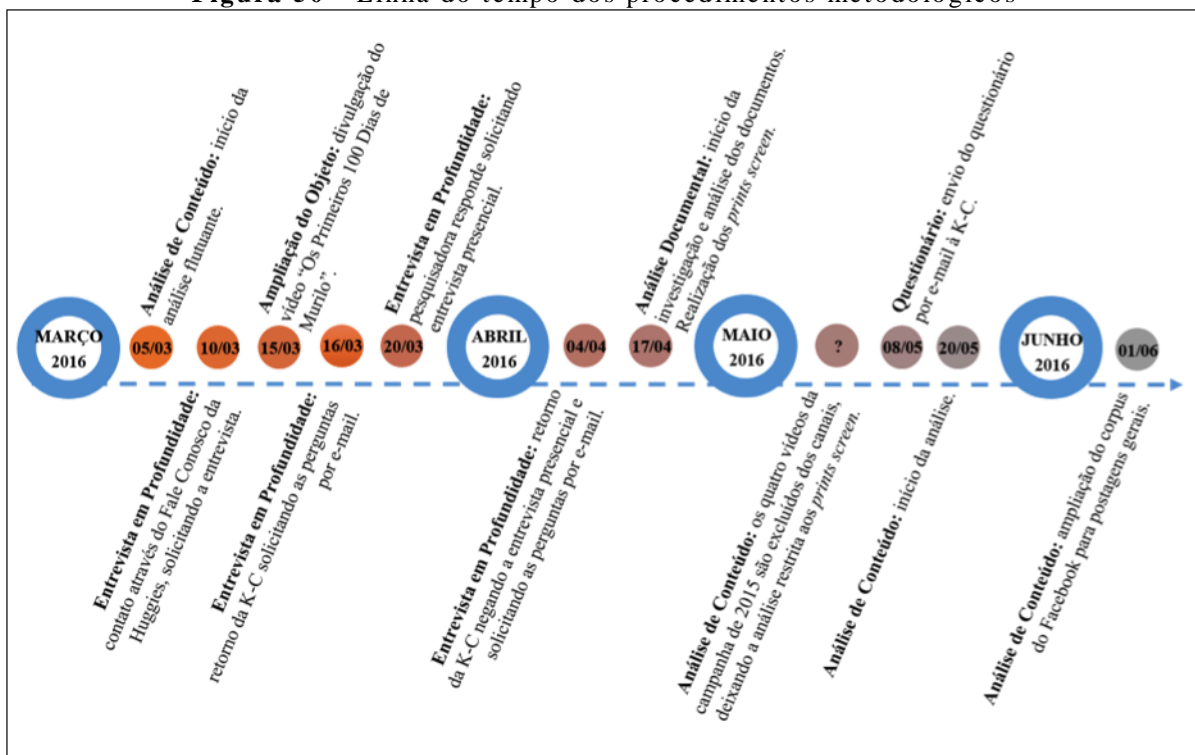 Linha do tempo dos procedimentos metodológicos
Análise de Conteúdo: início da
análise flutuante.
Ampliação do Objeto: divulgação do
vídeo “Os Primeiros 100 Dias de
Murilo”.
Entrevista em Profundidade:
pesquisadora responde solicitando
entrevista presencial.
Análise Documental: início da
investigação e análise dos documentos.
Realização dos prints screen.
Questionário: envio do questionário
por e-mail à K-C.
MARÇO
2016
05/03
10/03
15/03
16/03
20/03
ABRIL
2016
04/04
17/04
MAIO
2016
?
08/05
20/05
JUNHO
2016
01/06
Entrevista em Profundidade:
contato através do Fale Conosco da
Huggies, solicitando a entrevista.
Entrevista em Profundidade:
retorno da K-C solicitando as perguntas
por e-mail.
Entrevista em Profundidade: retorno
da K-C negando a entrevista presencial e
solicitando as perguntas por e-mail.
Análise de Conteúdo: os quatro vídeos da
campanha de 2015 são excluídos dos canais,
deixando a análise restrita aos prints screen.
Análise de Conteúdo: início da análise.
Análise de Conteúdo: ampliação do corpus
do Facebook para postagens gerais.